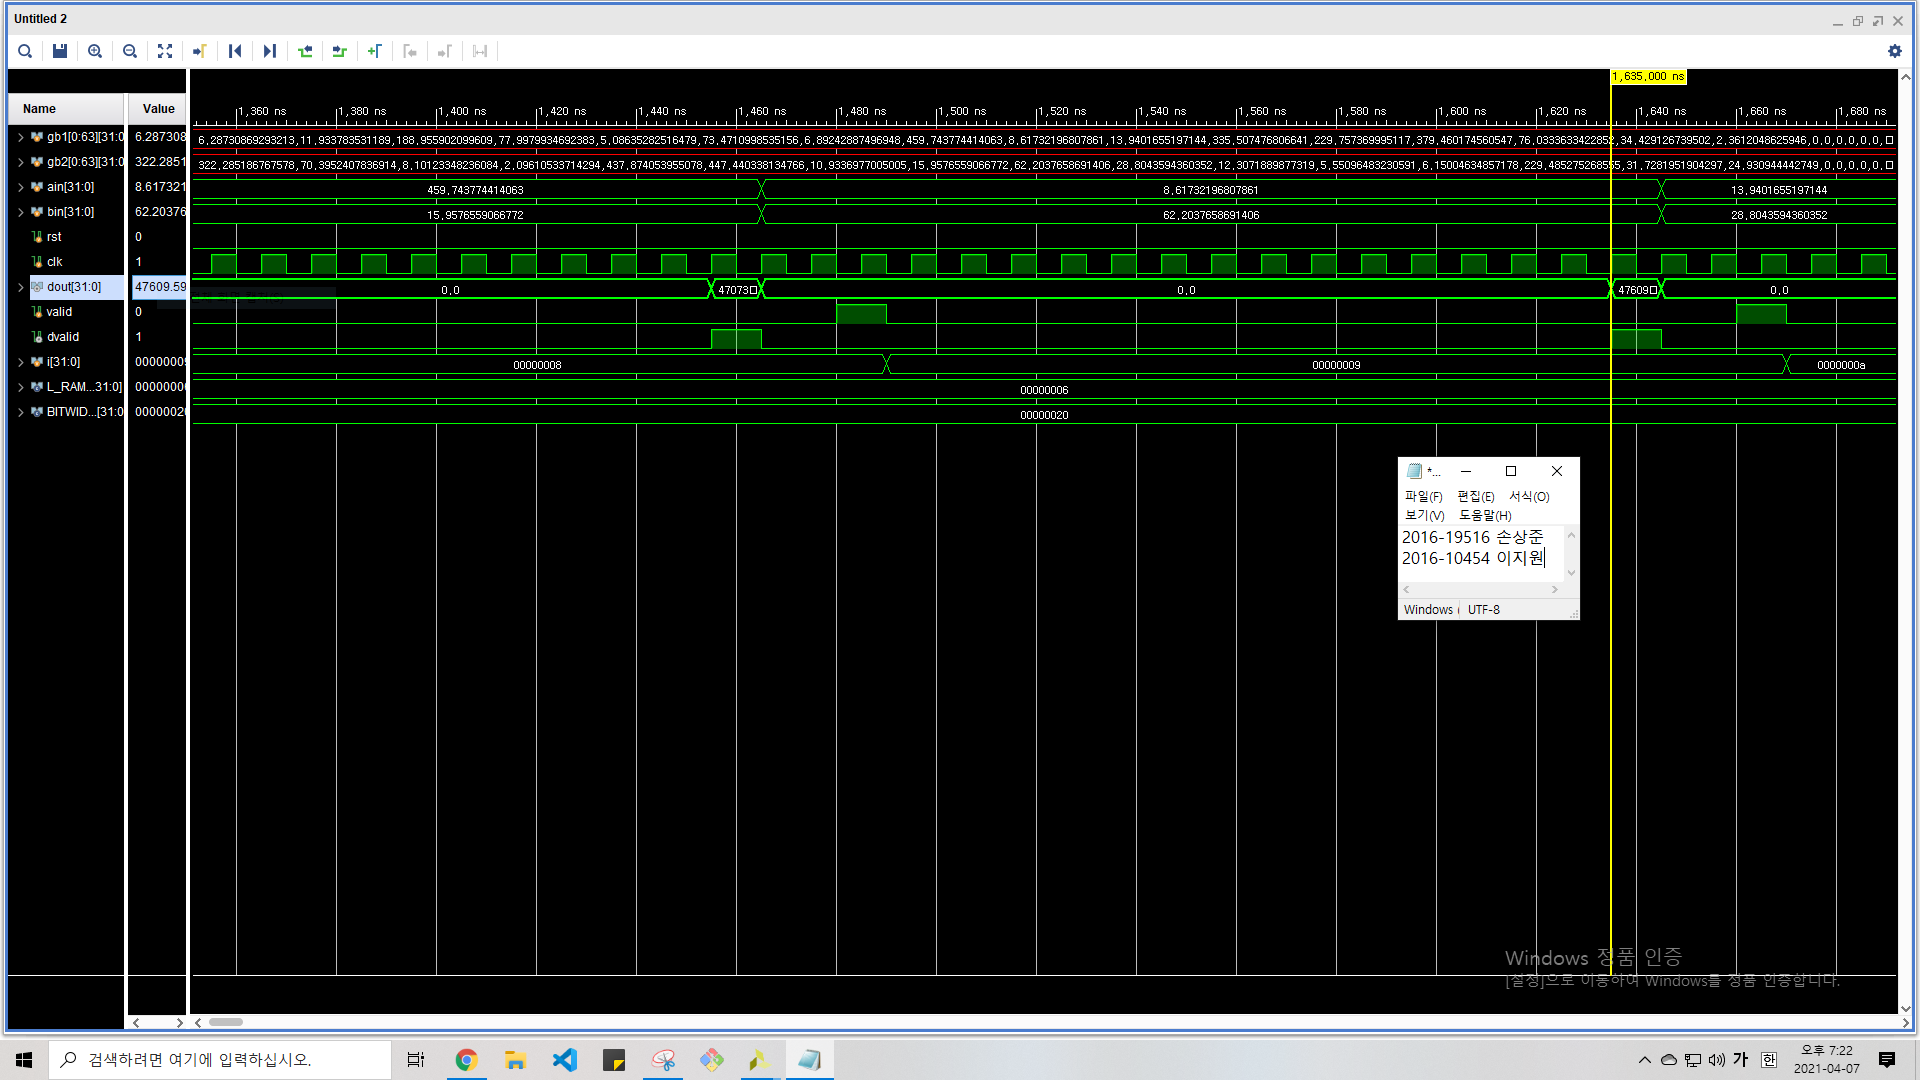 Untitled 2
1,635,000 ns
Name
Value
1,360 ns
1,380 ns
1,400 ns
1,420 ns
1,440 ns
1,460 ns
1,480 ns
1,500 ns
1,520 ns
1,540 ns
1,560 ns
1,580 ns
1,600 ns
1,620 ns
1,640 ns
1,660 ns
1,680 ns
gb1[0:63][31:0
6.287308
6,28730869293213,11,933783531189,188,955902099609,77,9979934692383,5,08635282516479,73,4710998535156,6,89242887496948,459,743774414063,8,61732196807861,13,9401655197144,335,507476806641,229,757369995117,379,460174560547,76,0333633422852,34,429126739502,2,3612048625946,0,0,0,0,0,0,
gb2[0:63][31:0
322.2851
322,285186767578,70,3952407836914,8,10123348236084,2,09610533714294,437,874053955078,447,440338134766,10,9336977005005,15,9576559066772,62,2037658691406,28,8043594360352,12,3071889877319,5,55096483230591,6,15004634857178,229,485275268555,31,7281951904297,24,930944442749,0,0,0,0,0,0,
ain[31:0]
8.617321
459,743774414063
8,61732196807861
13,9401655197144
bin[31:0]
62.20376
15,9576559066772
62,2037658691406
28,8043594360352
rst
0
clk
1
dout[31:0]
47609.59
0,0
47073
0,0
47609
0,0
valid
0
dvalid
1
i[31:0]
00000009
00000008
00000009
0000000a
L_RAM...31:0]
0000000
00000006
BITWID...[31:0
00000020
00000020
*...
파일(F) 편집(E) 서식(O)
보기(V) 도움말(H)
2016-19516 손상준
2016-10454 이지원
Windows (
UTF-8
Windows 정품 인증
[설정]으로 이동하여 Windows를 정품 인증합니다.
검색하려면 여기에 입력하십시오.
가
한
오후 7:22
2021-04-07